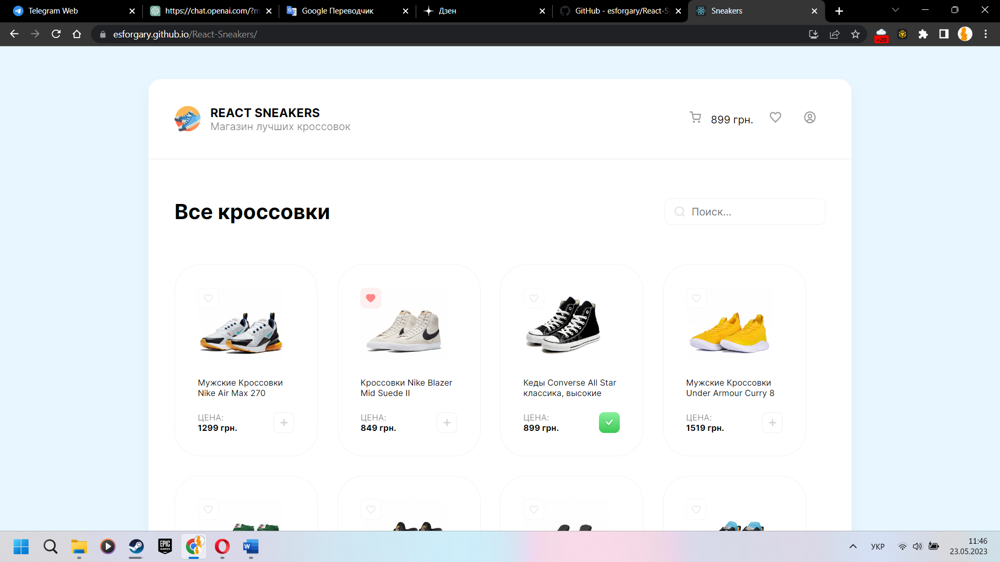 Telegram Web
https://chat.openai.com/?m
Google Переводчик
Дзен
GitHub - esforgary/React-S
Sneakers
esforgary.github.io/React-Sneakers/
+20
REACT SNEAKERS
Магазин лучших кроссовок
899 грн.
Все кроссовки
Поиск...
Мужские Кроссовки
Nike Air Max 270
ЦЕНА:
1299 грн.
Кроссовки Nike Blazer
Mid Suede II
ЦЕНА:
849 грн.
Кеды Converse All Star
классика, высокие
ЦЕНА:
899 грн.
Мужские Кроссовки
Under Armour Curry 8
ЦЕНА:
1519 грн.
EPIC
GAMES
W
УКР
11:46
23.05.2023